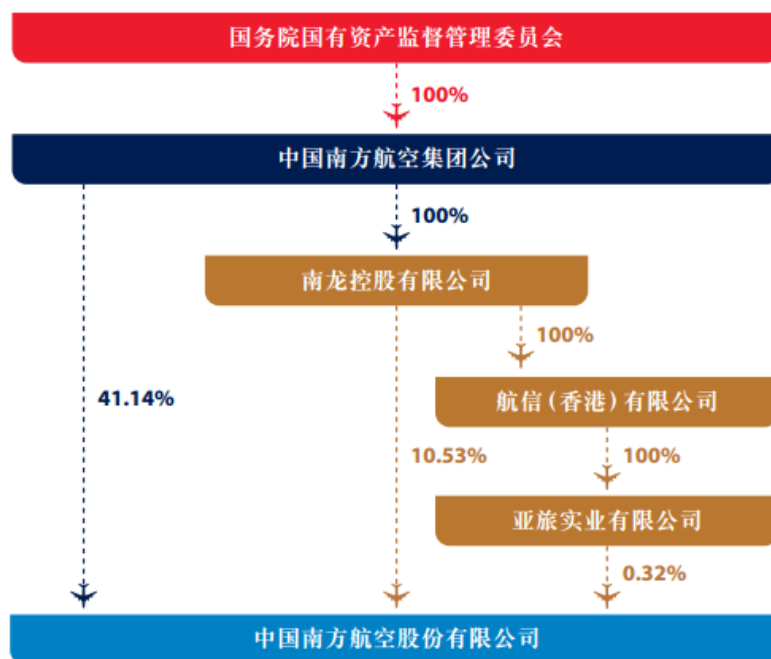 国务院国有资产监督管理委员会
100%
中国南方航空集团公司
100%
南龙控股有限公司
100%
41.14%
航信(香港)有限公司
10.53%
100%
亚旅实业有限公司
0.32%
中国南方航空股份有限公司